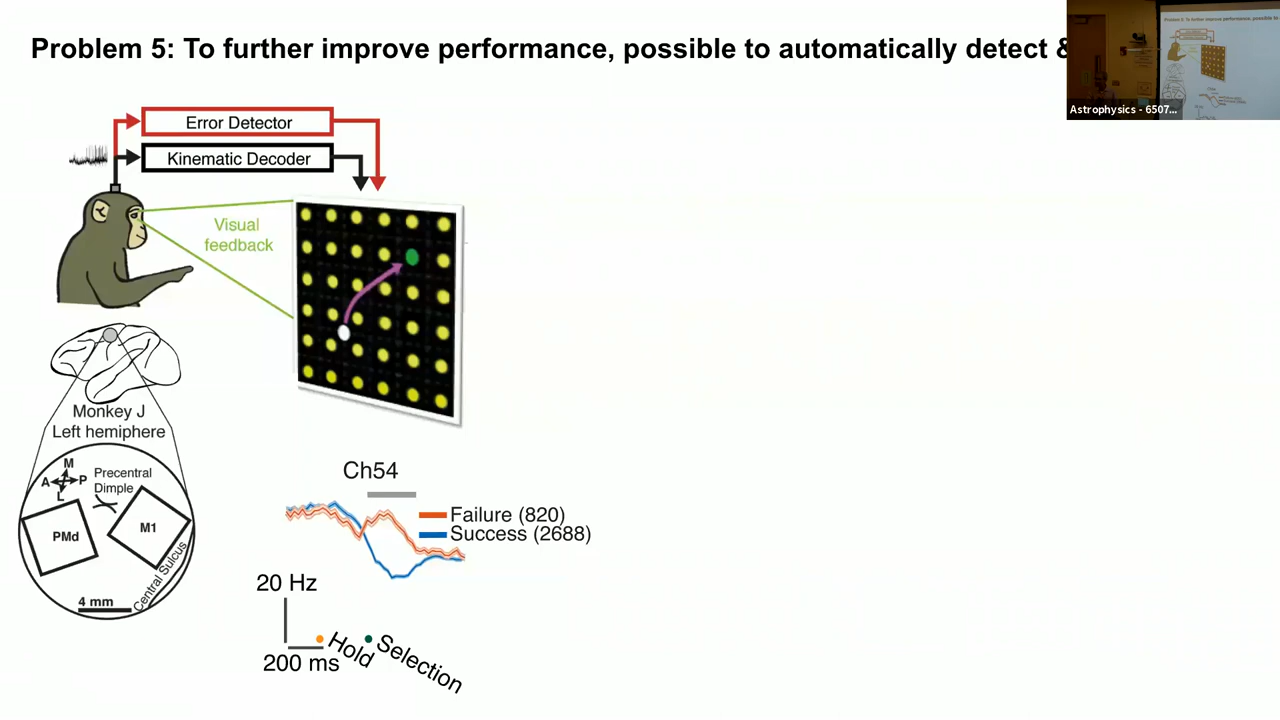 Problem 5: To further improve performance, possible to automatically detect &
Astrophysics - 6507...
Error Detector
Kinematic Decoder
Visual
feedback
Monkey J
Left hemiphere
M
A
P
L
Precentral
Dimple
PMd
M1
Central Sulcus
4 mm
Ch54
Failure (820)
Success (2688)
20 Hz
200 ms
Hold
Selection